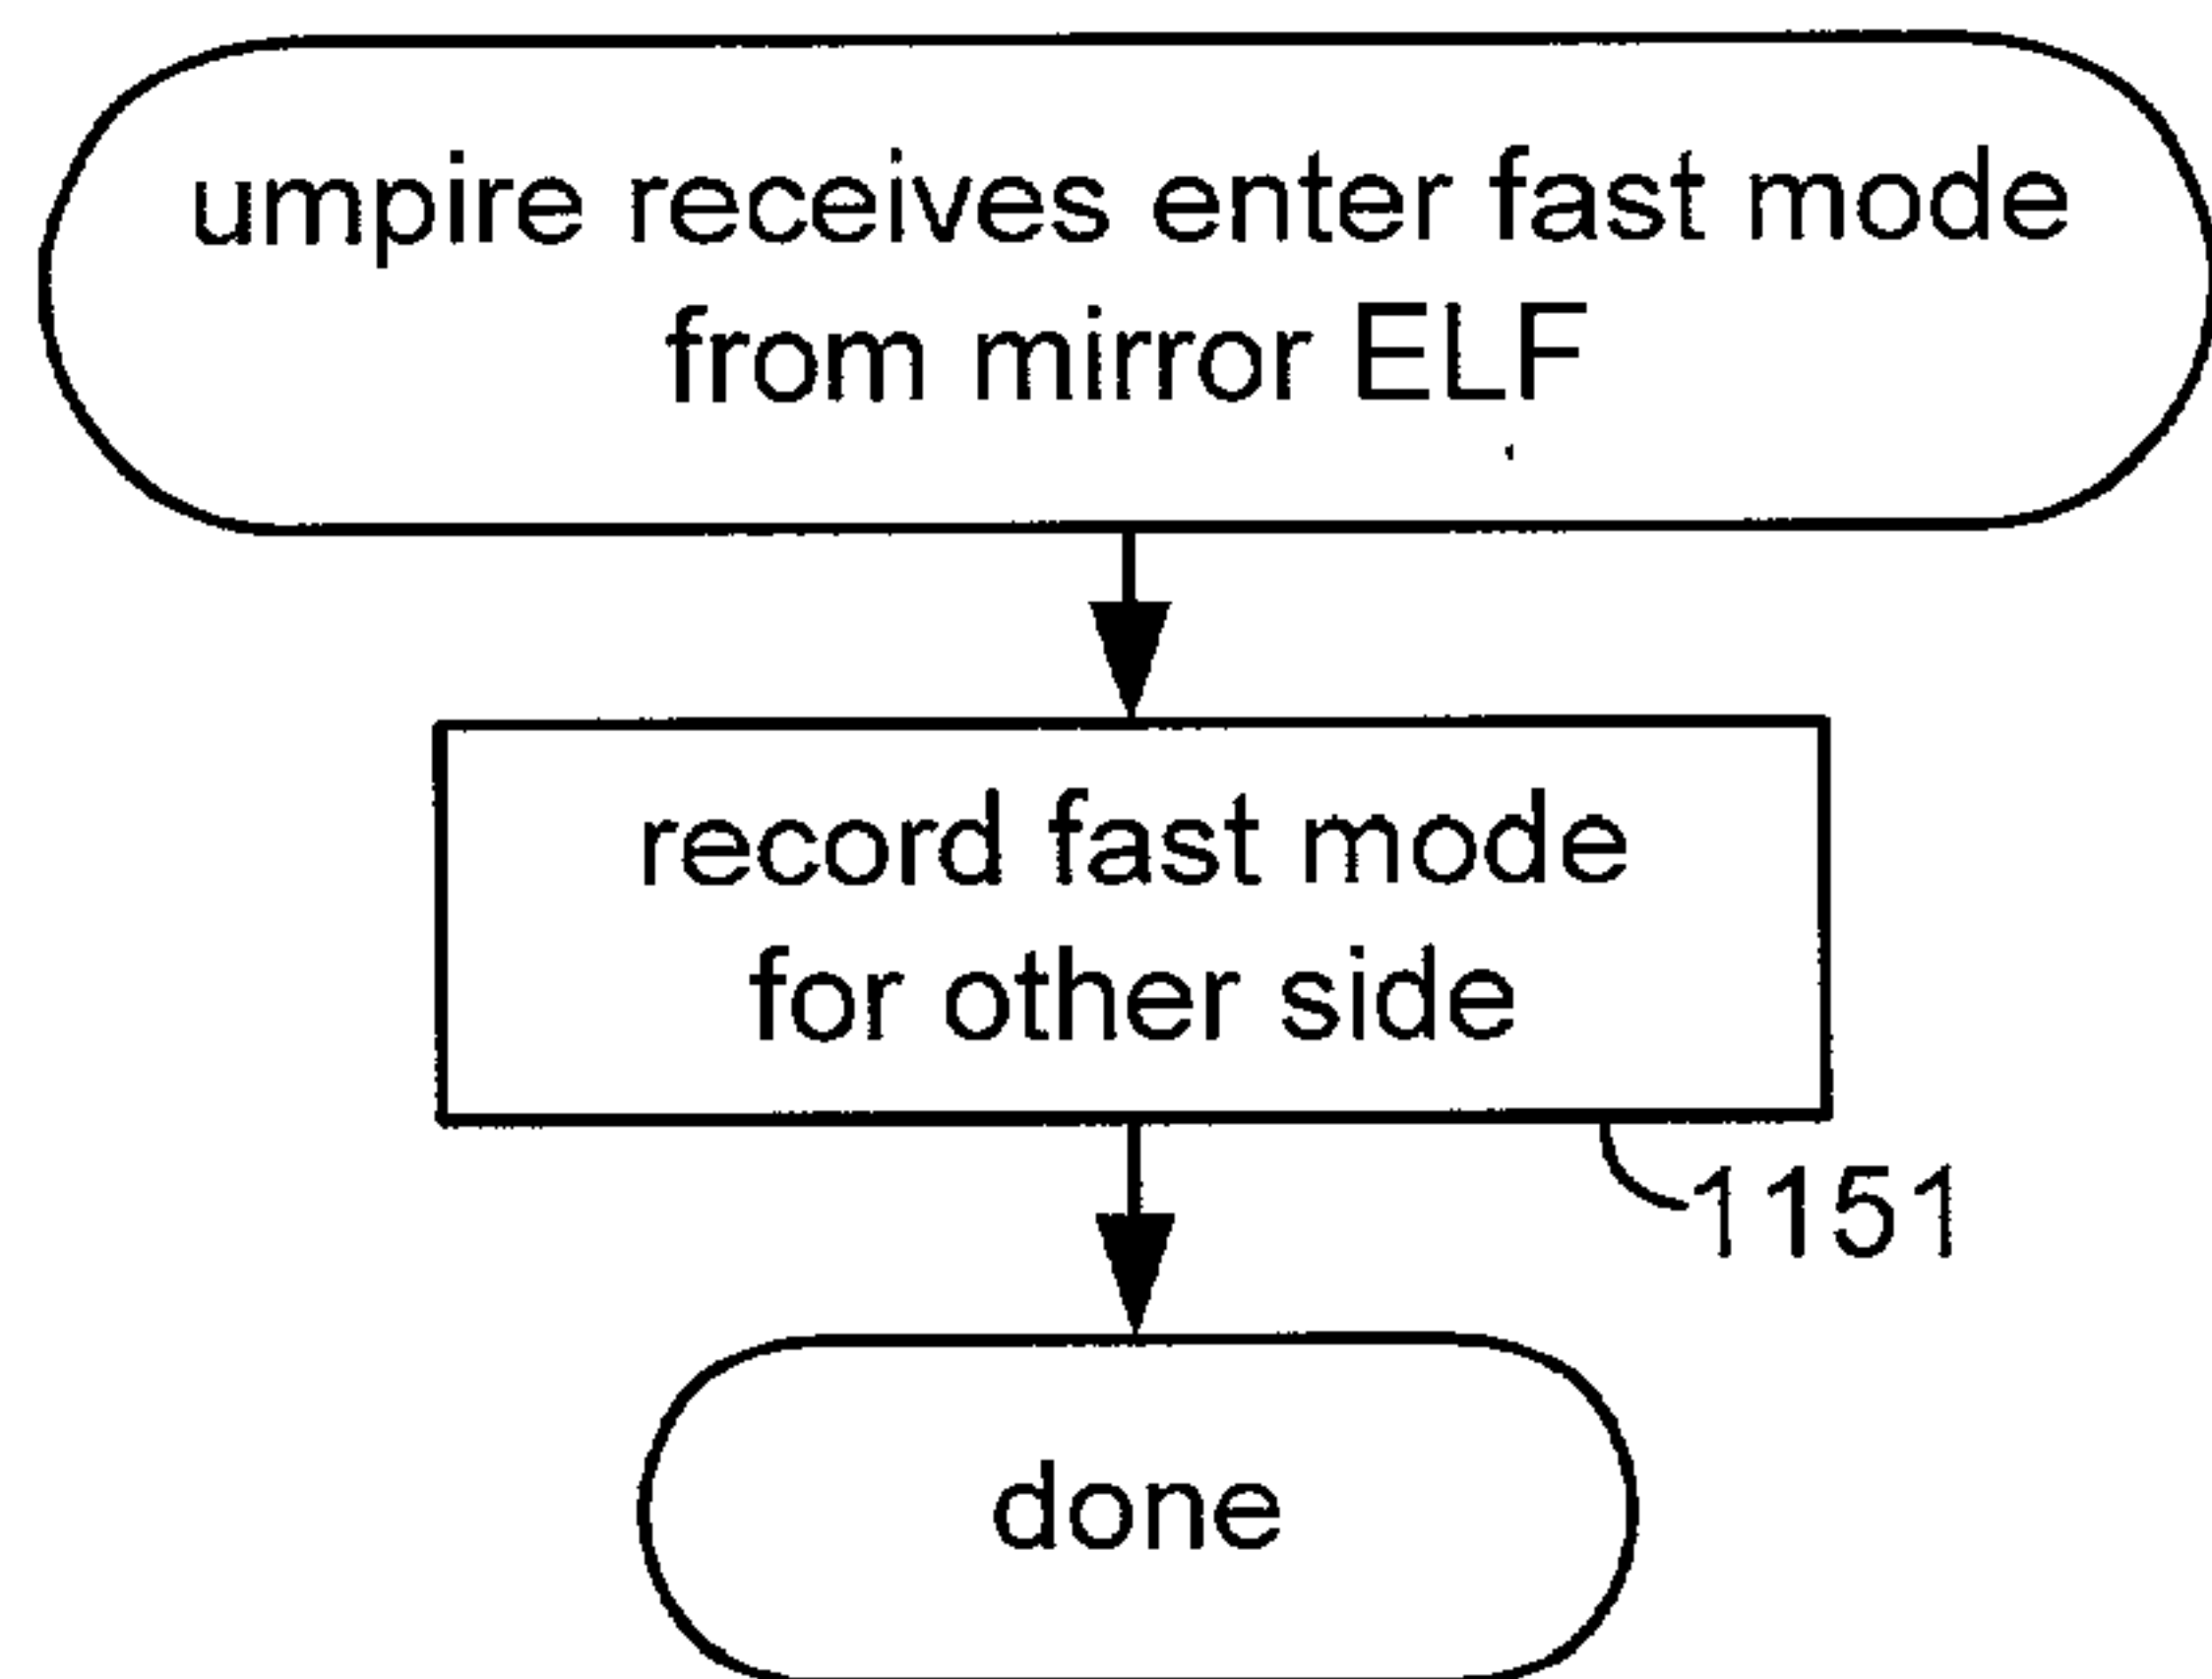 umpire receives enter fast mode
from mirror ELF
record fast mode
for other side
1151
done